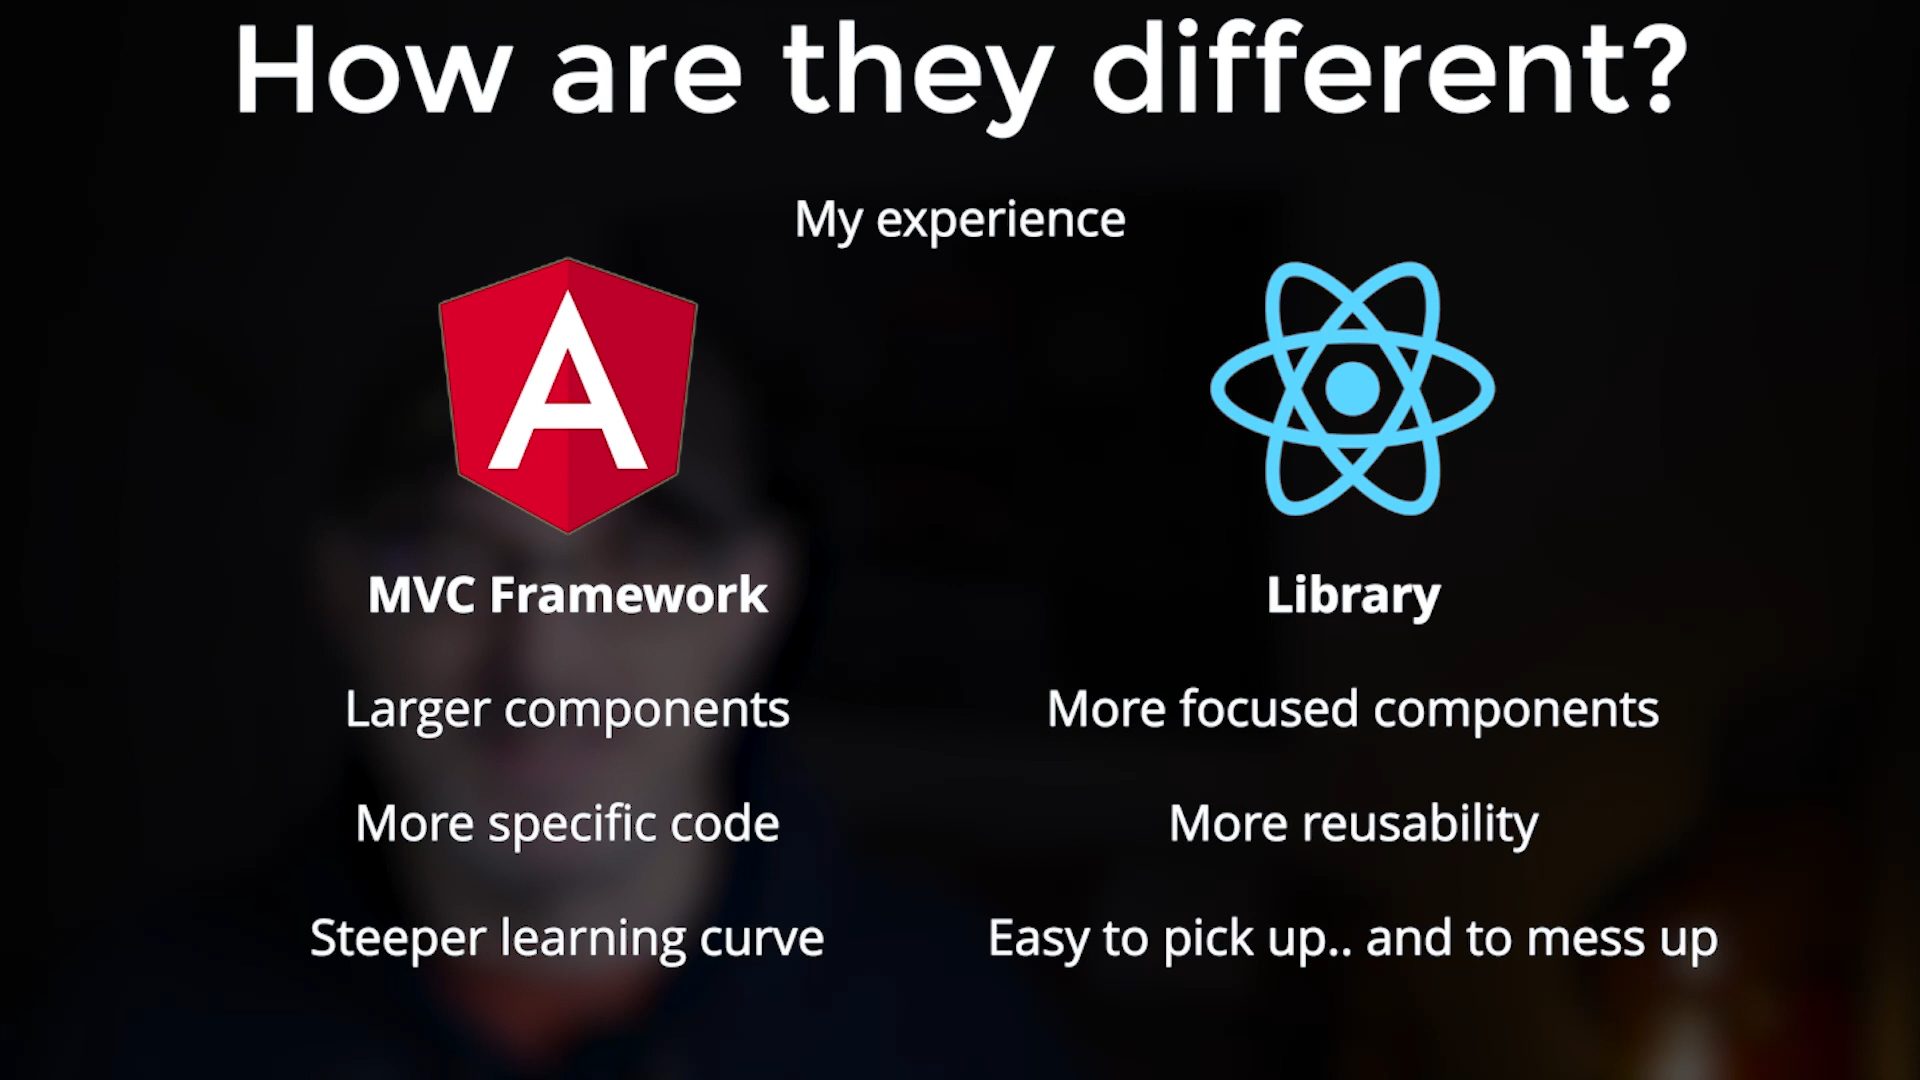 How are they different?
My experience
A
MVC Framework
Library
Larger components
More focused components
More specific code
More reusability
Steeper learning curve
Easy to pick up.. and to mess up